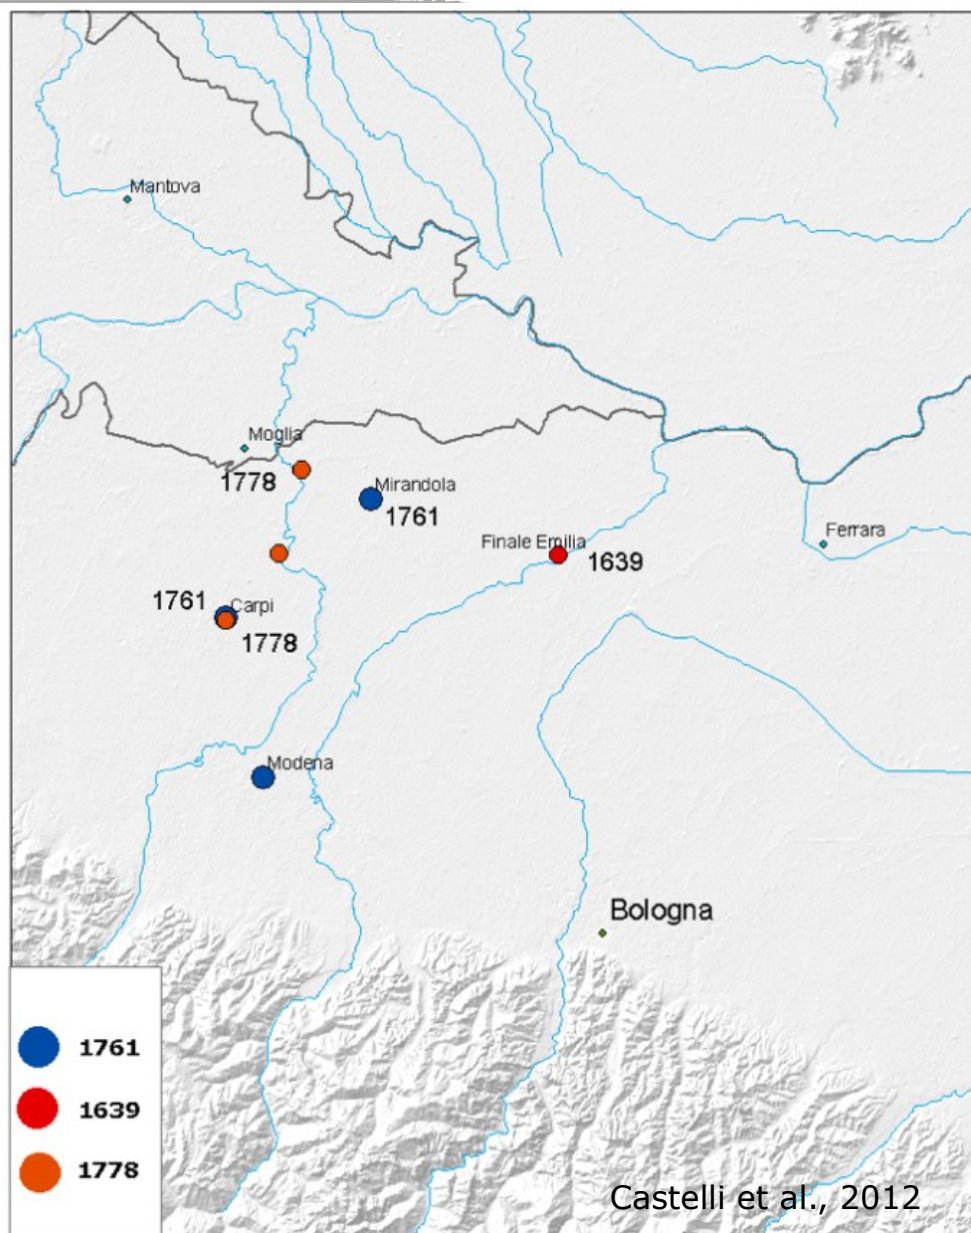 Mantova
Moglia
1778
Mirandola
1761
Finale Emilia
1639
Ferrara
1761
Carpi
1778
Modena
Bologna
1761
1639
1778
Castelli et al., 2012